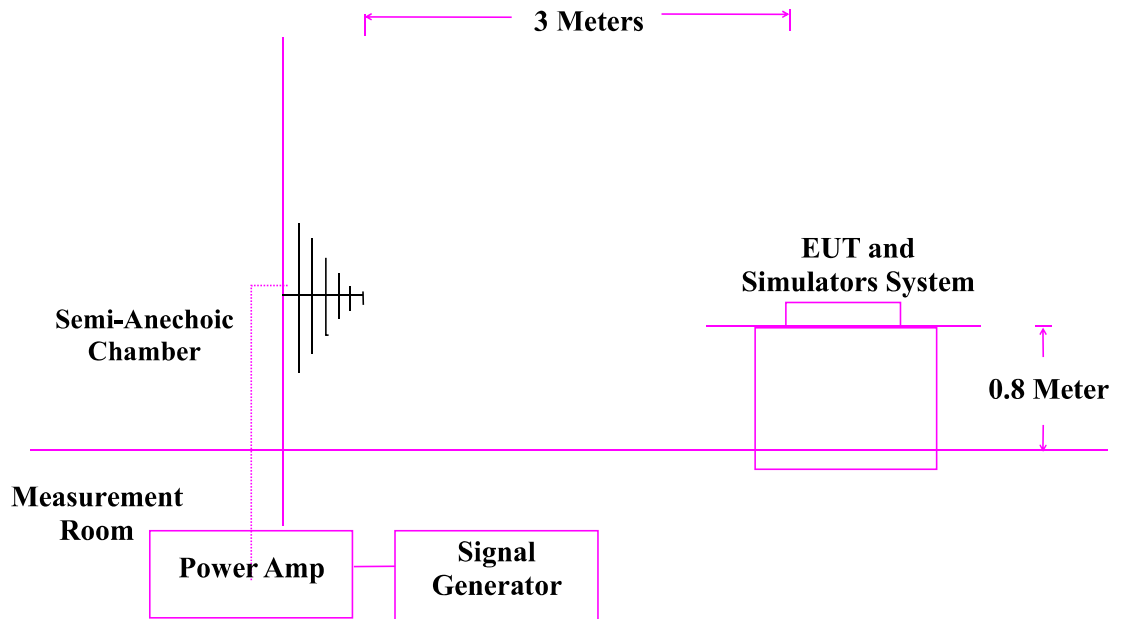 3 Meters
EUT and
Simulators System
Semi-Anechoic
Chamber
0.8 Meter
Measurement
Room
Power Amp
Signal
Generator